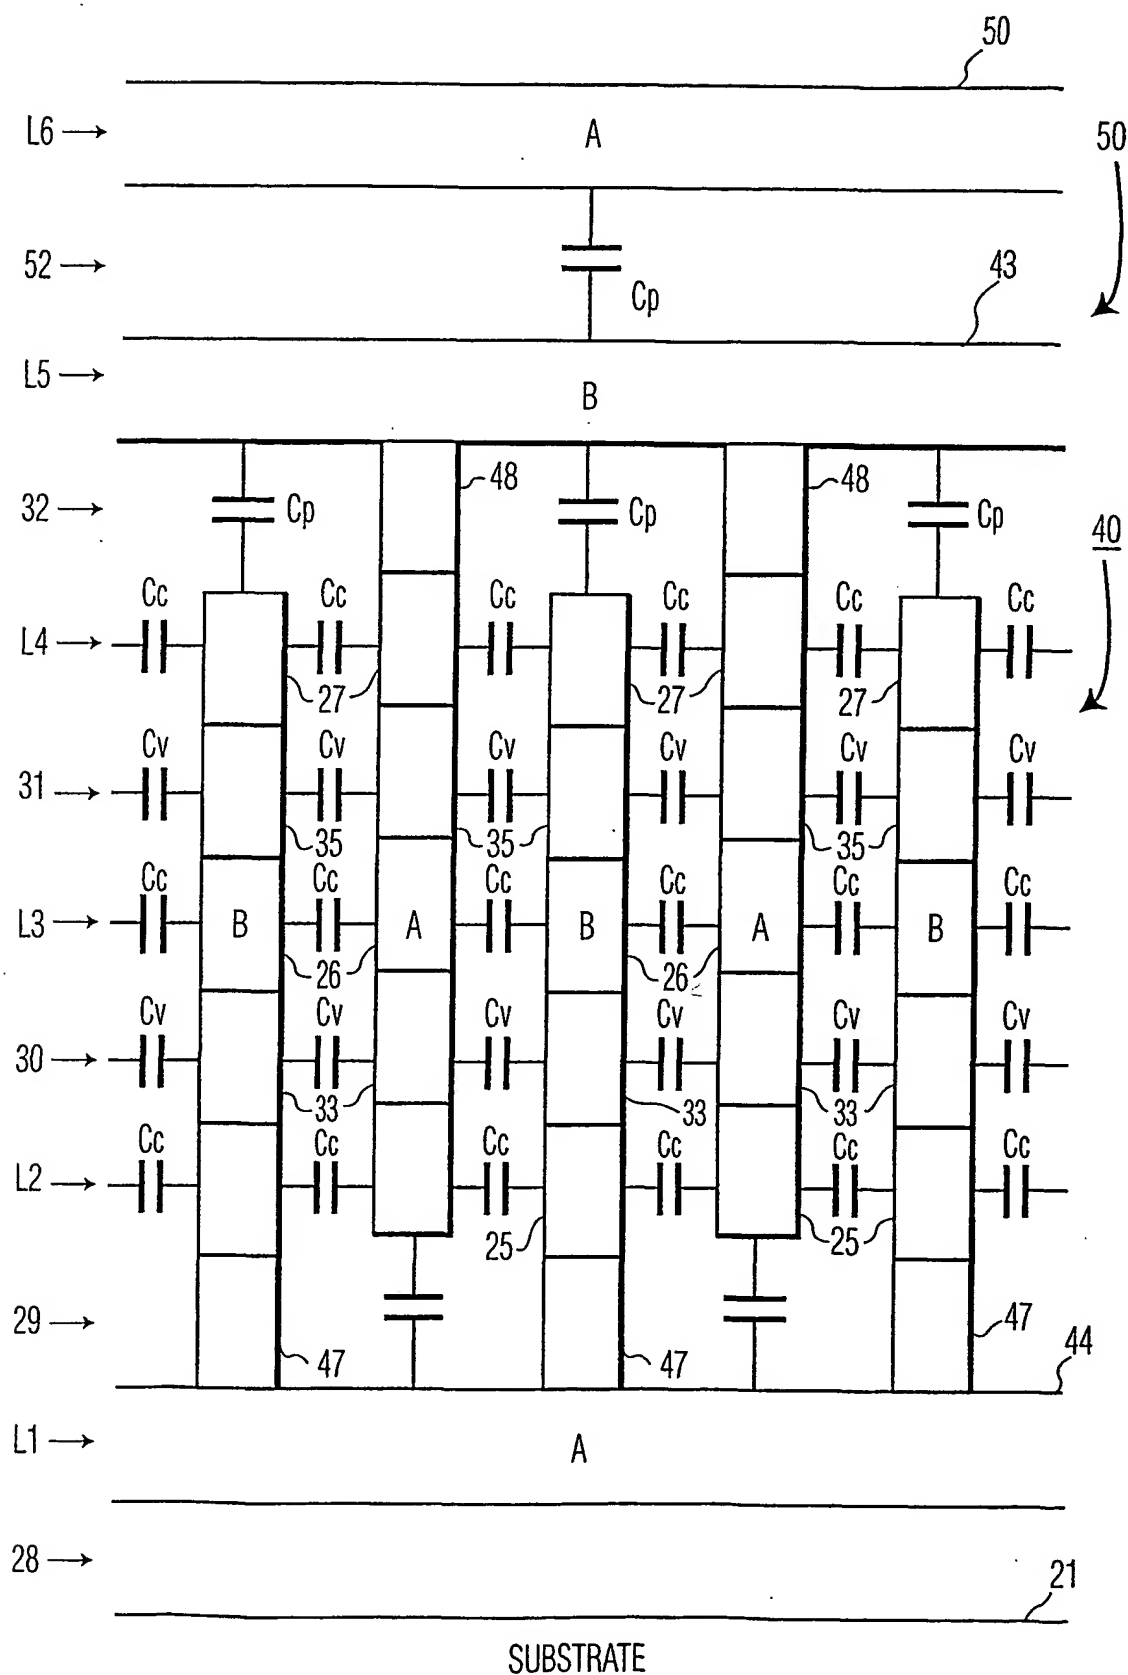 50
L6 A 50
52 Cp 43
L5 B
32 Cp 48 Cp 48 Cp 40
Cc Cc Cc Cc Cc Cc
L4
27 27 27
Cv Cv Cv Cv Cv Cv
31
35 35 35
Cc Cc Cc Cc Cc Cc
L3 B A B A B
26 26
Cv Cv Cv Cv Cv Cv
30
33 33 33
Cc Cc Cc Cc Cc Cc
L2
25 25
29 47 47 47 44
L1 A
28 21
SUBSTRATE